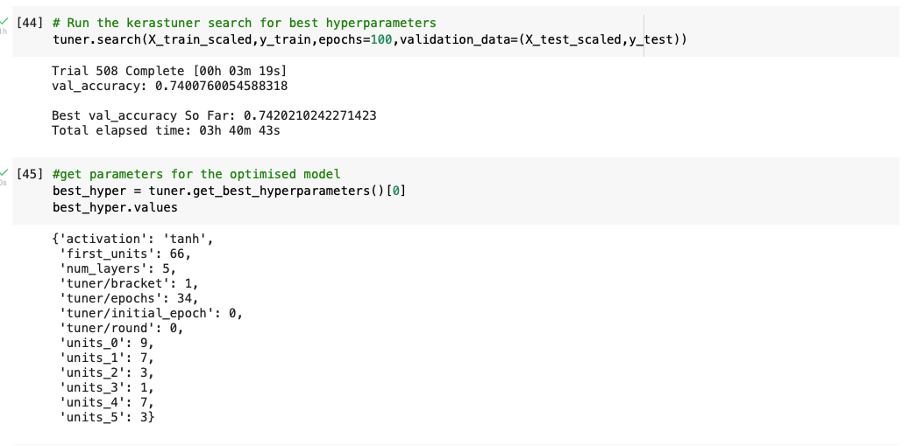 [44] # Run the kerastuner search for best hyperparameters
tuner.search(X_train_scaled,y_train,epochs=100,validation_data=(X_test_scaled,y_test))
Trial 508 Complete [00h 03m 19s]
val_accuracy: 0.7400760054588318
Best val_accuracy So Far: 0.7420210242271423
Total elapsed time: 03h 40m 43s
[45] #get parameters for the optimised model
best_hyper = tuner.get_best_hyperparameters()[0]
best_hyper.values
{'activation': 'tanh',
'first_units': 66,
'num_layers': 5,
'tuner/bracket': 1,
'tuner/epochs': 34,
'tuner/initial_epoch': 0,
'tuner/round': 0,
'units_0': 9,
'units_1': 7,
'units_2': 3,
'units_3': 1,
'units_4': 7,
'units_5': 3}